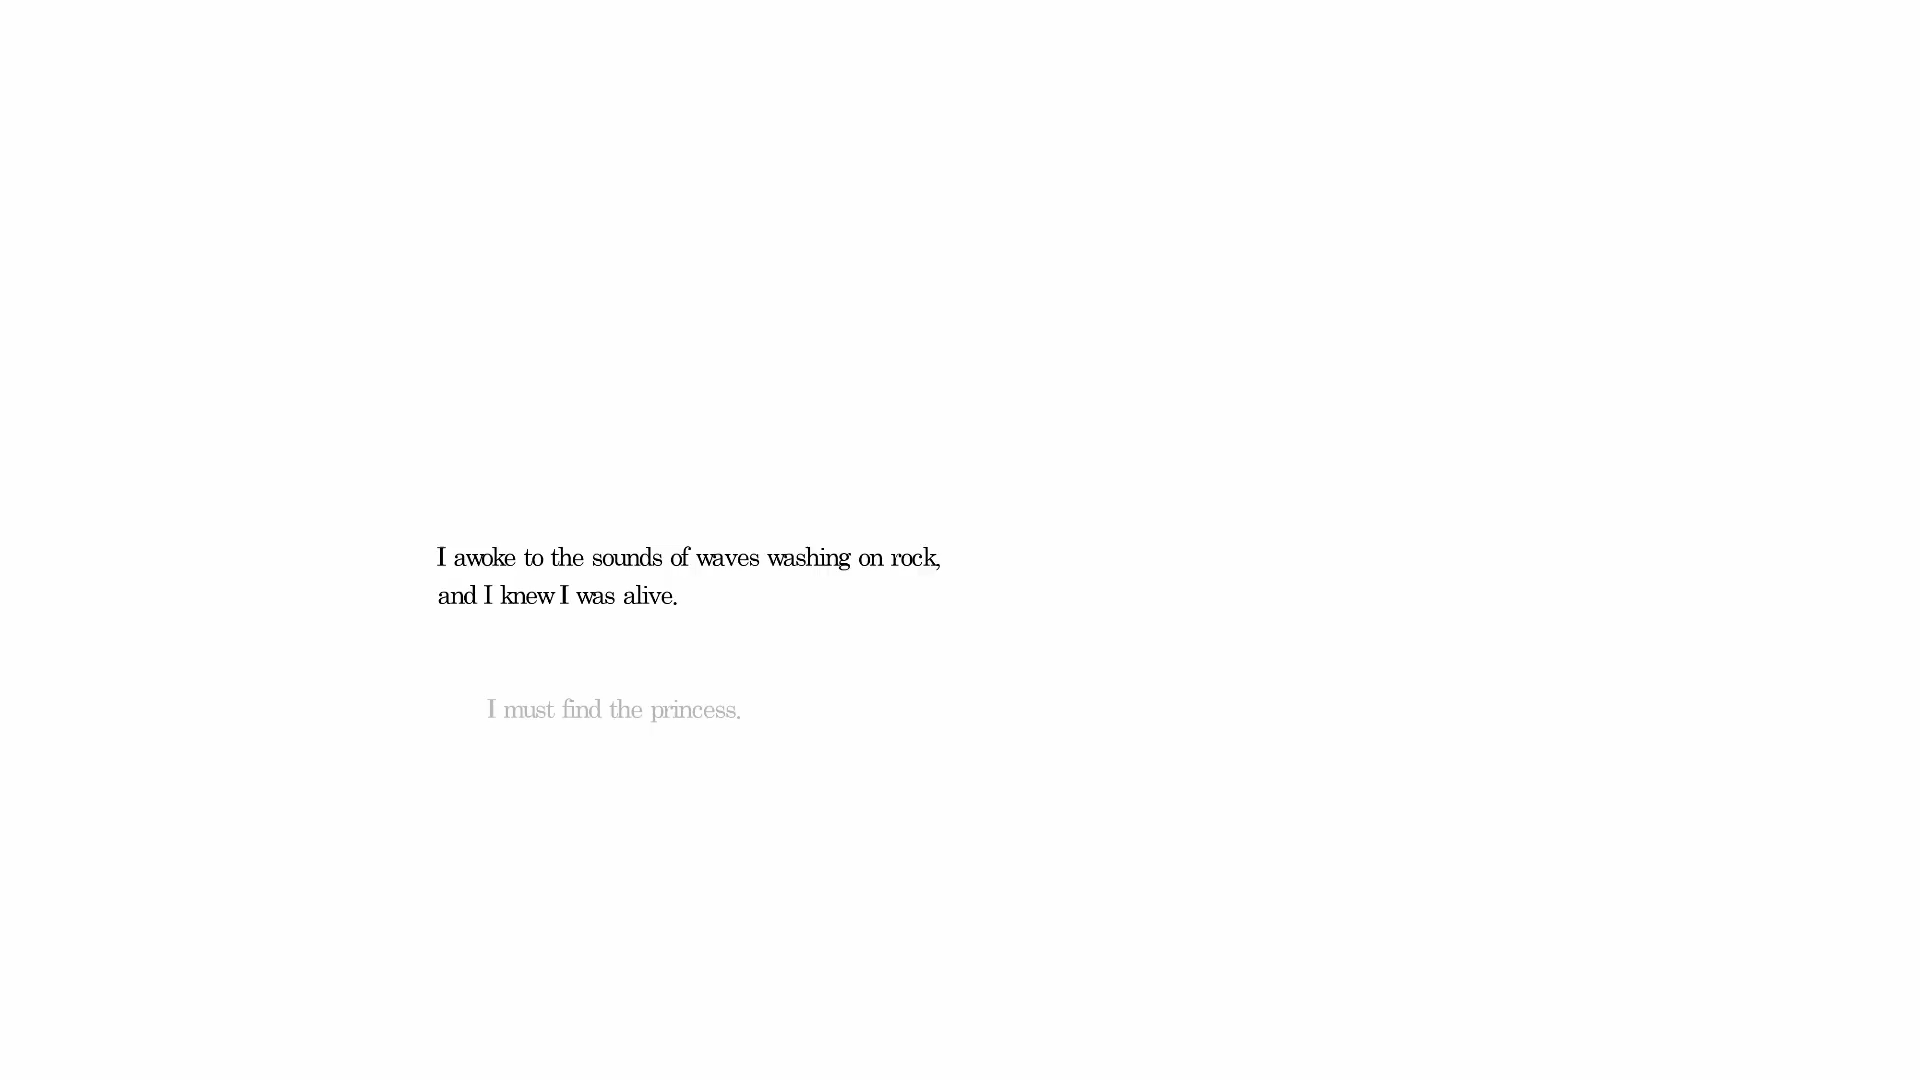 I awoke to the sounds of waves washing on rock,
and I knew I was alive.
I must find the princess.